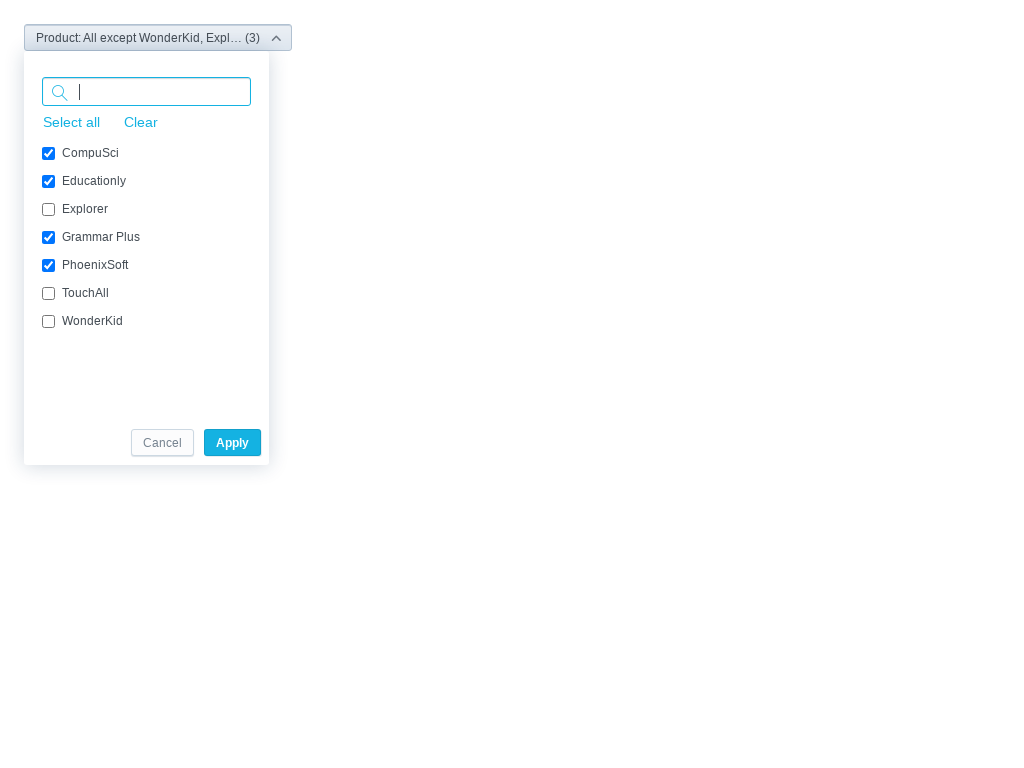 Product: All except WonderKid, Expl… (3)
Select all Clear
CompuSci
Educationly
Explorer
Grammar Plus
PhoenixSoft
TouchAll
WonderKid
Cancel Apply